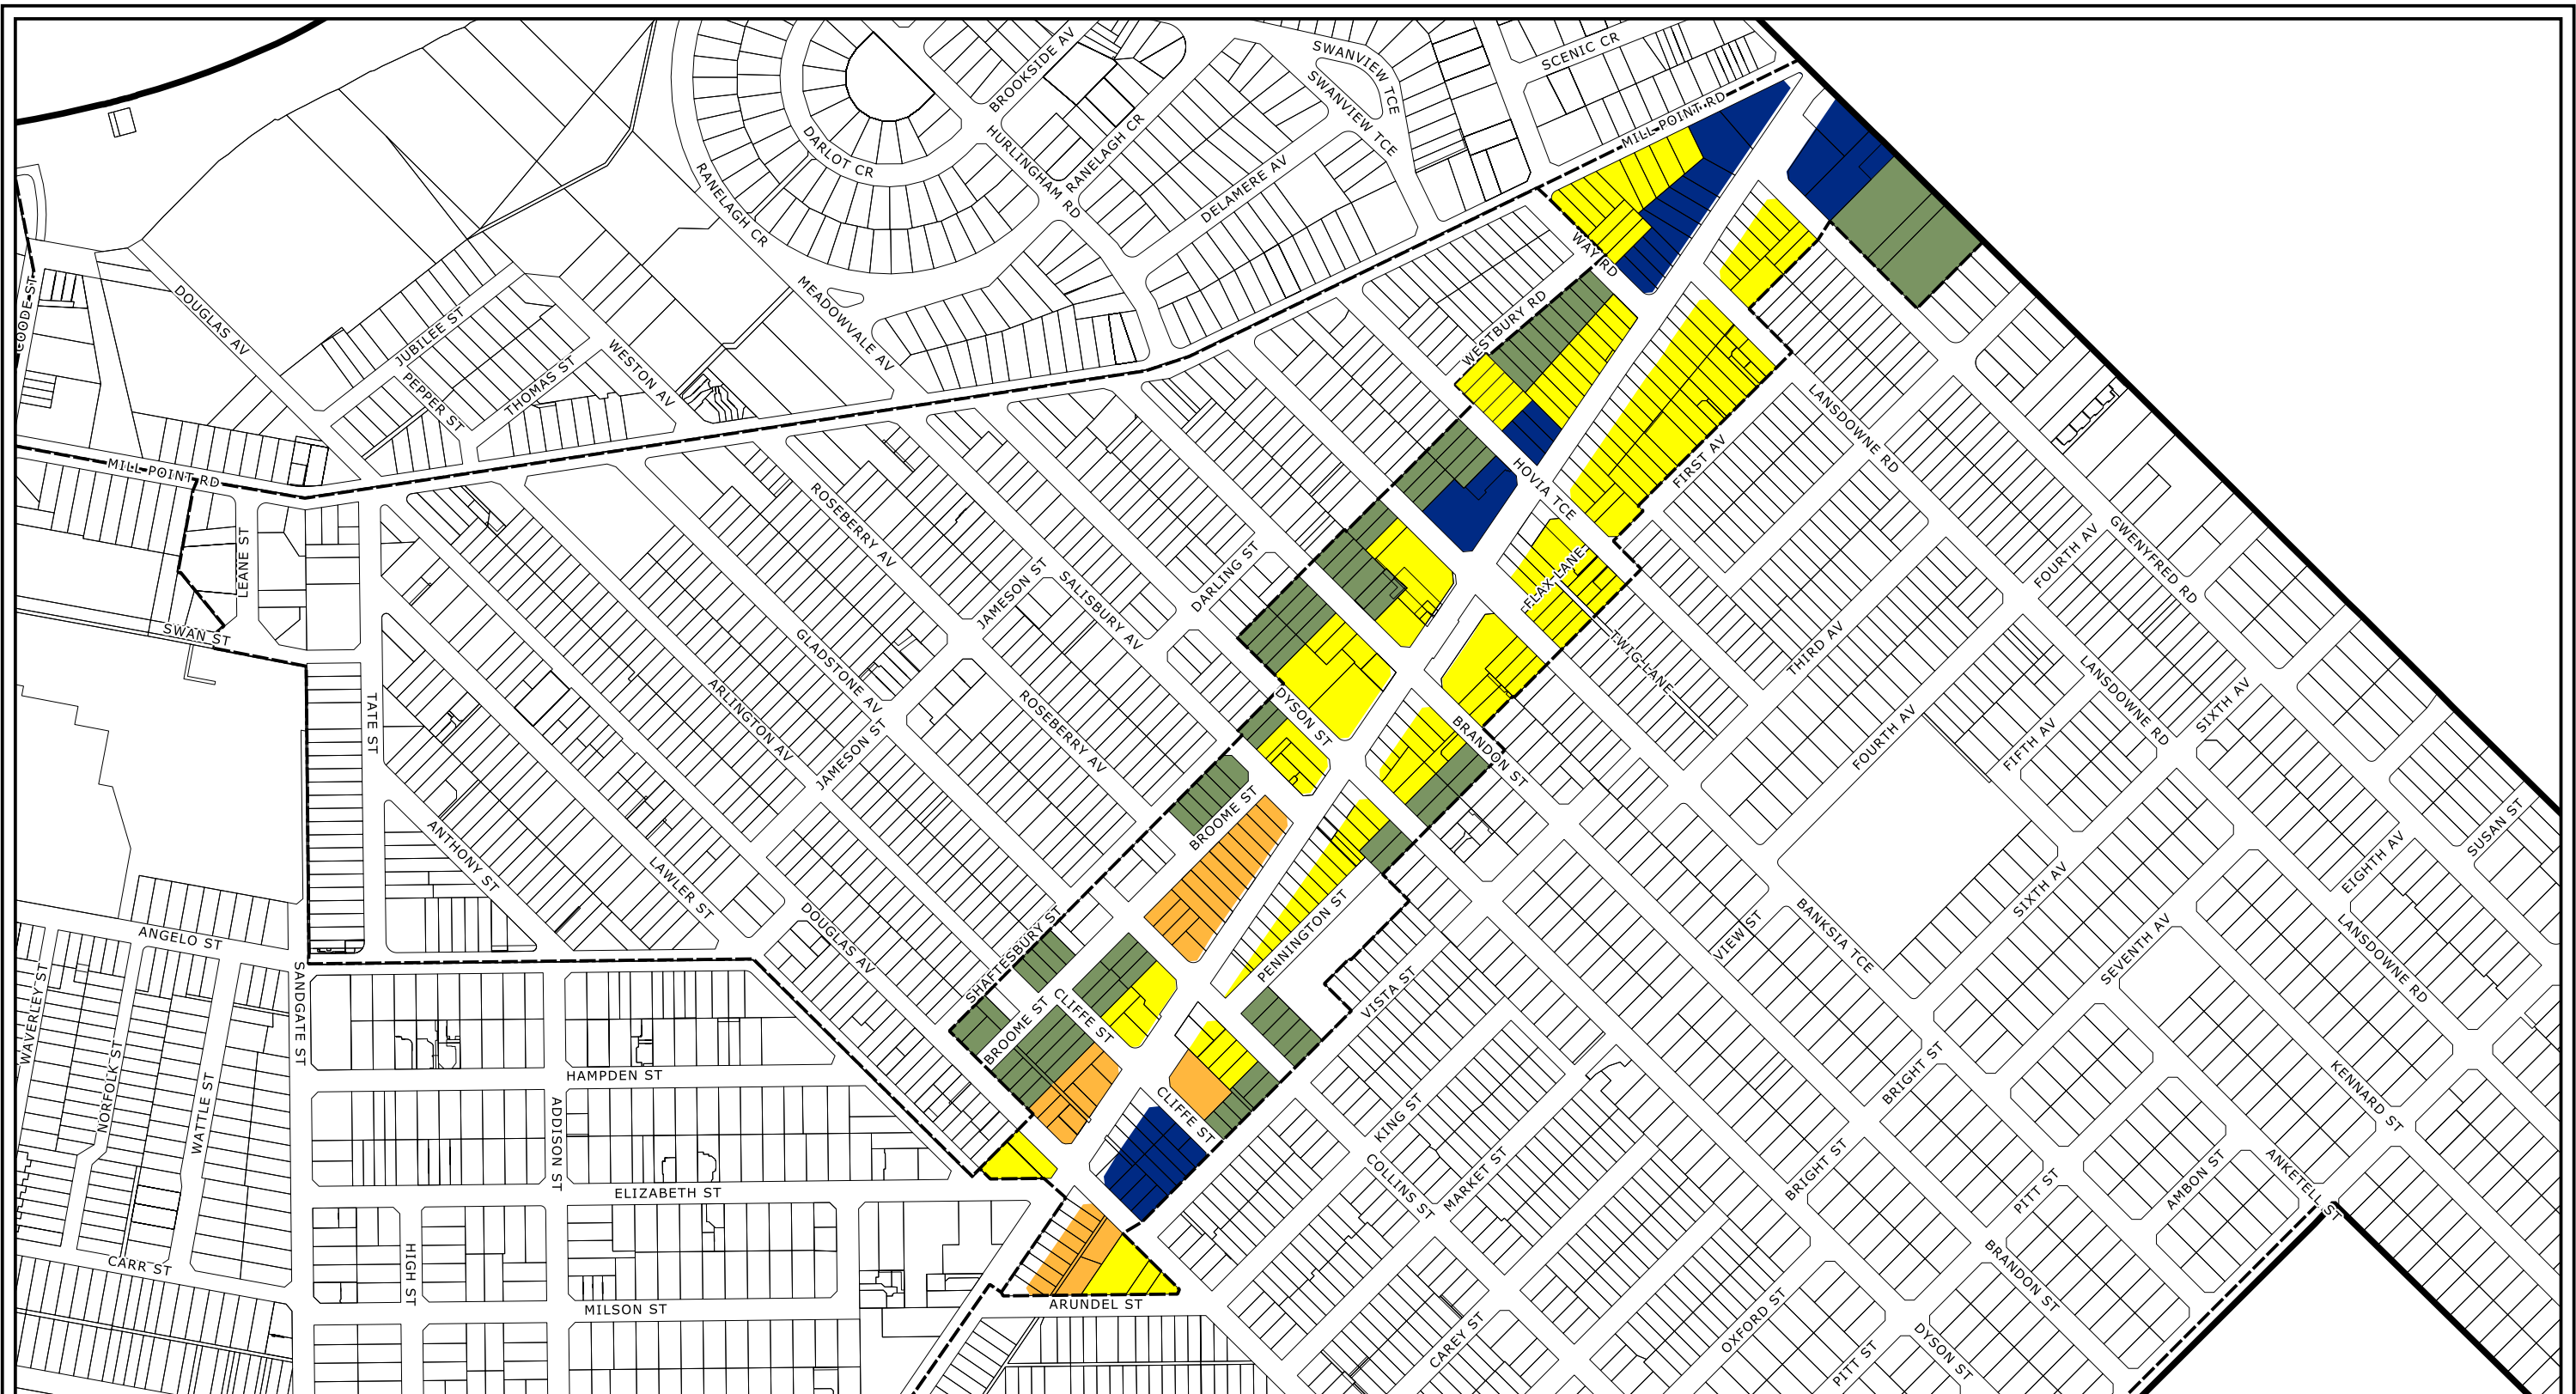 BROOKSIDE AV
SWANVIEW TCE
SCENIC CR
SWANVIEW TCE
MILL POINT RD
DARLOT CR
HURLINGHAM RD
RANELAGH CR
RANELAGH CR
DELAMERE AV
WAY RD
COODE ST
DOUGLAS AV
MEADOWVALE AV
JUBILEE ST
WESTBURY RD
PEPPER ST
THOMAS ST
WESTON AV
LANSDOWNE RD
MILL POINT RD
HOVIA TCE
FIRST AV
ROSEBERRY AV
LEANE ST
JAMESON ST
SALISBURY AV
DARLING ST
FLAX LANE
FOURTH AV
GWENYFRED RD
SWAN ST
GLADSTONE AV
TWIG LANE
THIRD AV
TATE ST
ARLINGTON AV
JAMESON ST
ROSEBERRY AV
DYSON ST
BRANDON ST
FOURTH AV
FIFTH AV
LANSDOWNE RD
SIXTH AV
ANTHONY ST
LAWLER ST
BROOME ST
SUSAN ST
EIGHTH AV
SIXTH AV
ANGELO ST
DOUGLAS AV
SHAFTESBURY ST
PENNINGTON ST
VIEW ST
BANKSIA TCE
SEVENTH AV
LANSDOWNE RD
WAVERLEY ST
SANDGATE ST
BROOME ST
CLIFFE ST
VISTA ST
NORFOLK ST
WATTLE ST
HAMPDEN ST
ADDISON ST
CLIFFE ST
KING ST
BRIGHT ST
KENNARD ST
ELIZABETH ST
COLLINS ST
MARKET ST
BRIGHT ST
PITT ST
AMBON ST
ANKETELL ST
CARR ST
HIGH ST
MILSON ST
ARUNDEL ST
CAREY ST
OXFORD ST
BRANDON ST
PITT ST
DYSON ST